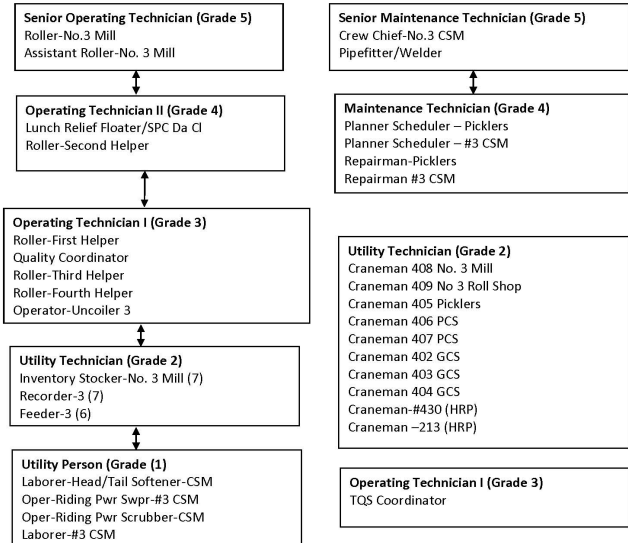 Senior Operating Technician (Grade 5)
Roller-No.3 Mill
Assistant Roller-No. 3 Mill
Operating Technician II (Grade 4)
Lunch Relief Floater/SPC Da Cl
Roller-Second Helper
Operating Technician I (Grade 3)
Roller-First Helper
Quality Coordinator
Roller-Third Helper
Roller-Fourth Helper
Operator-Uncoiler 3
Utility Technician (Grade 2)
Inventory Stocker-No. 3 Mill (7)
Recorder-3 (7)
Feeder-3 (6)
Utility Person (Grade (1)
Laborer-Head/Tail Softener-CSM
Oper-Riding Pwr Swpr-#3 CSM
Oper-Riding Pwr Scrubber-CSM
Laborer-#3 CSM
Senior Maintenance Technician (Grade 5)
Crew Chief-No.3 CSM
Pipefitter/Welder
Maintenance Technician (Grade 4)
Planner Scheduler – Picklers
Planner Scheduler – #3 CSM
Repairman-Picklers
Repairman #3 CSM
Utility Technician (Grade 2)
Craneman 408 No. 3 Mill
Craneman 409 No 3 Roll Shop
Craneman 405 Picklers
Craneman 406 PCS
Craneman 407 PCS
Craneman 402 GCS
Craneman 403 GCS
Craneman 404 GCS
Craneman-#430 (HRP)
Craneman –213 (HRP)
Operating Technician I (Grade 3)
TQS Coordinator